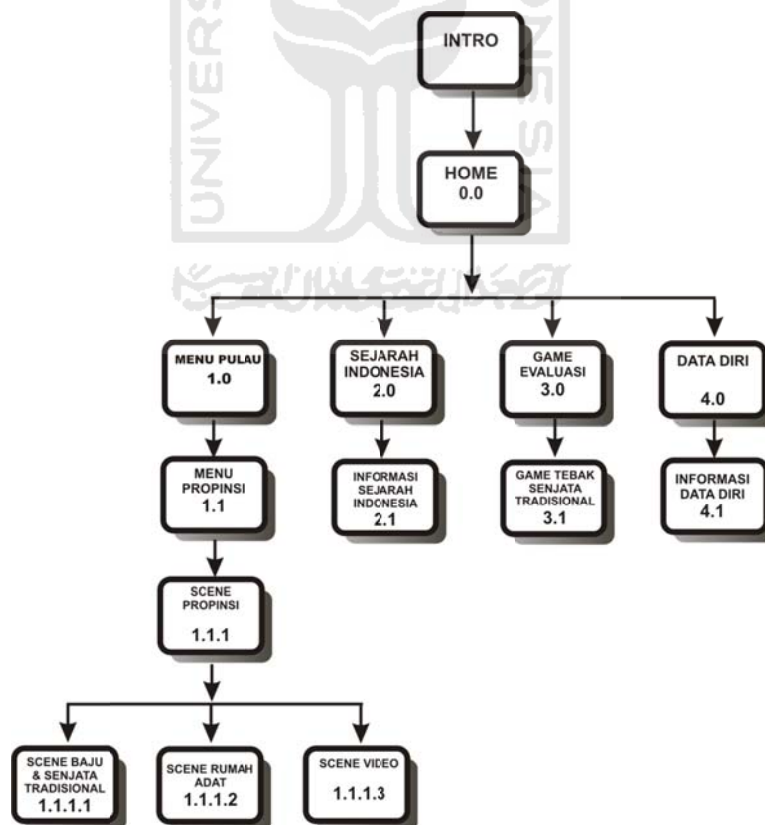 INTRO
HOME
0.0
MENU PULAU
1.0
SEJARAH
INDONESIA
2.0
GAME
EVALUASI
3.0
DATA DIRI
4.0
MENU
PROPINSI
1.1
INFORMASI
SEJARAH
INDONESIA
2.1
GAME TEBAK
SENJATA
TRADISIONAL
3.1
INFORMASI
DATA DIRI
4.1
SCENE
PROPINSI
1.1.1
SCENE BAJU
& SENJATA
TRADISIONAL
1.1.1.1
SCENE RUMAH
ADAT
1.1.1.2
SCENE VIDEO
1.1.1.3